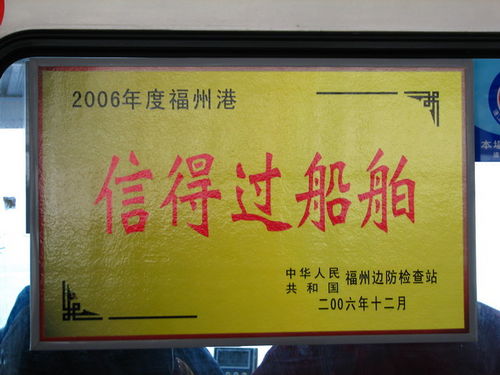 2006年度福州港
信得过船舶
中华人民
共和国 福州边防检查站
二00六年十二月